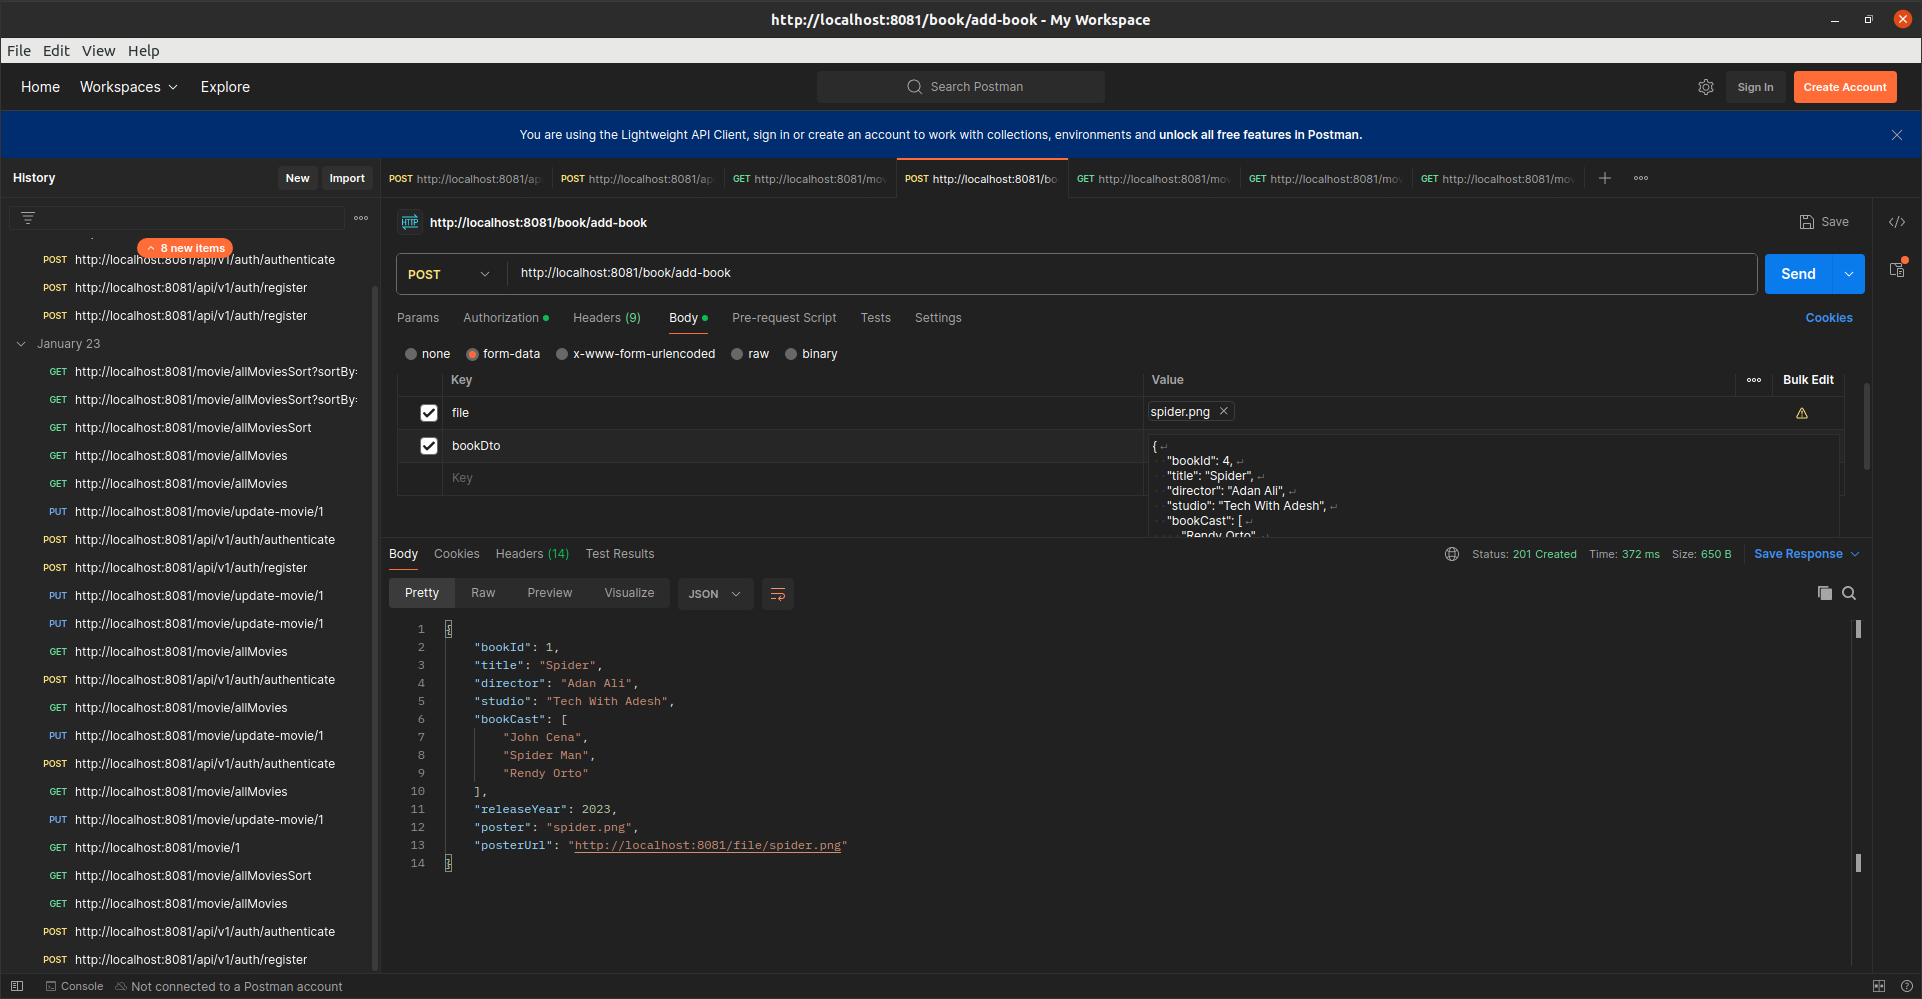 http://localhost:8081/book/add-book - My Workspace
File Edit View Help
Home Workspaces Explore
Search Postman
Sign In Create Account
You are using the Lightweight API Client, sign in or create an account to work with collections, environments and unlock all free features in Postman.
History New Import
8 new items
POST http://localhost:8081/api/v1/auth/authenticate
POST http://localhost:8081/api/v1/auth/register
POST http://localhost:8081/api/v1/auth/register
January 23
GET http://localhost:8081/movie/allMoviesSort?sortBy:
GET http://localhost:8081/movie/allMoviesSort?sortBy:
GET http://localhost:8081/movie/allMoviesSort
GET http://localhost:8081/movie/allMovies
GET http://localhost:8081/movie/allMovies
PUT http://localhost:8081/movie/update-movie/1
POST http://localhost:8081/api/v1/auth/authenticate
POST http://localhost:8081/api/v1/auth/register
PUT http://localhost:8081/movie/update-movie/1
PUT http://localhost:8081/movie/update-movie/1
GET http://localhost:8081/movie/allMovies
POST http://localhost:8081/api/v1/auth/authenticate
GET http://localhost:8081/movie/allMovies
PUT http://localhost:8081/movie/update-movie/1
POST http://localhost:8081/api/v1/auth/authenticate
GET http://localhost:8081/movie/allMovies
PUT http://localhost:8081/movie/update-movie/1
GET http://localhost:8081/movie/1
GET http://localhost:8081/movie/allMoviesSort
GET http://localhost:8081/movie/allMovies
POST http://localhost:8081/api/v1/auth/authenticate
POST http://localhost:8081/api/v1/auth/register
POST http://localhost:8081/ap POST http://localhost:8081/ap GET http://localhost:8081/mov POST http://localhost:8081/bo GET http://localhost:8081/mov GET http://localhost:8081/mov GET http://localhost:8081/mov
HTTP http://localhost:8081/book/add-book Save </>
POST http://localhost:8081/book/add-book Send
Params Authorization Headers (9) Body Pre-request Script Tests Settings Cookies
none form-data x-www-form-urlencoded raw binary
Key Value Bulk Edit
file spider.png
bookDto
{
"bookId": 4,
"title": "Spider",
"director": "Adan Ali",
"studio": "Tech With Adesh",
"bookCast": [
"Rendy Orto",
Key
Body Cookies Headers (14) Test Results Status: 201 Created Time: 372 ms Size: 650 B Save Response
Pretty Raw Preview Visualize JSON
1 {
2 "bookId": 1,
3 "title": "Spider",
4 "director": "Adan Ali",
5 "studio": "Tech With Adesh",
6 "bookCast": [
7 "John Cena",
8 "Spider Man",
9 "Rendy Orto"
10 ],
11 "releaseYear": 2023,
12 "poster": "spider.png",
13 "posterUrl": "http://localhost:8081/file/spider.png"
14 }
Console Not connected to a Postman account